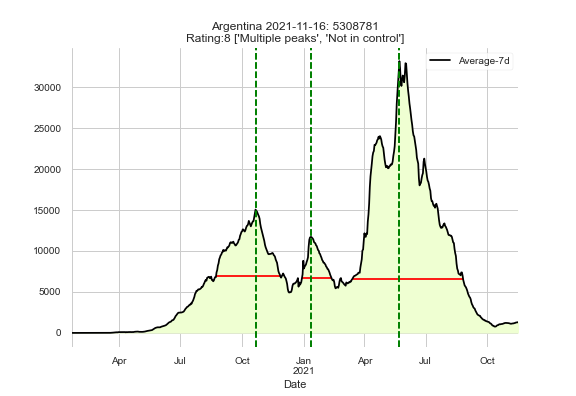 Argentina 2021-11-16: 5308781
Rating:8 ['Multiple peaks', 'Not in control']
Average-7d
30000
25000
20000
15000
10000
5000
0
Apr Jul Oct Jan Apr Jul Oct
2021
Date